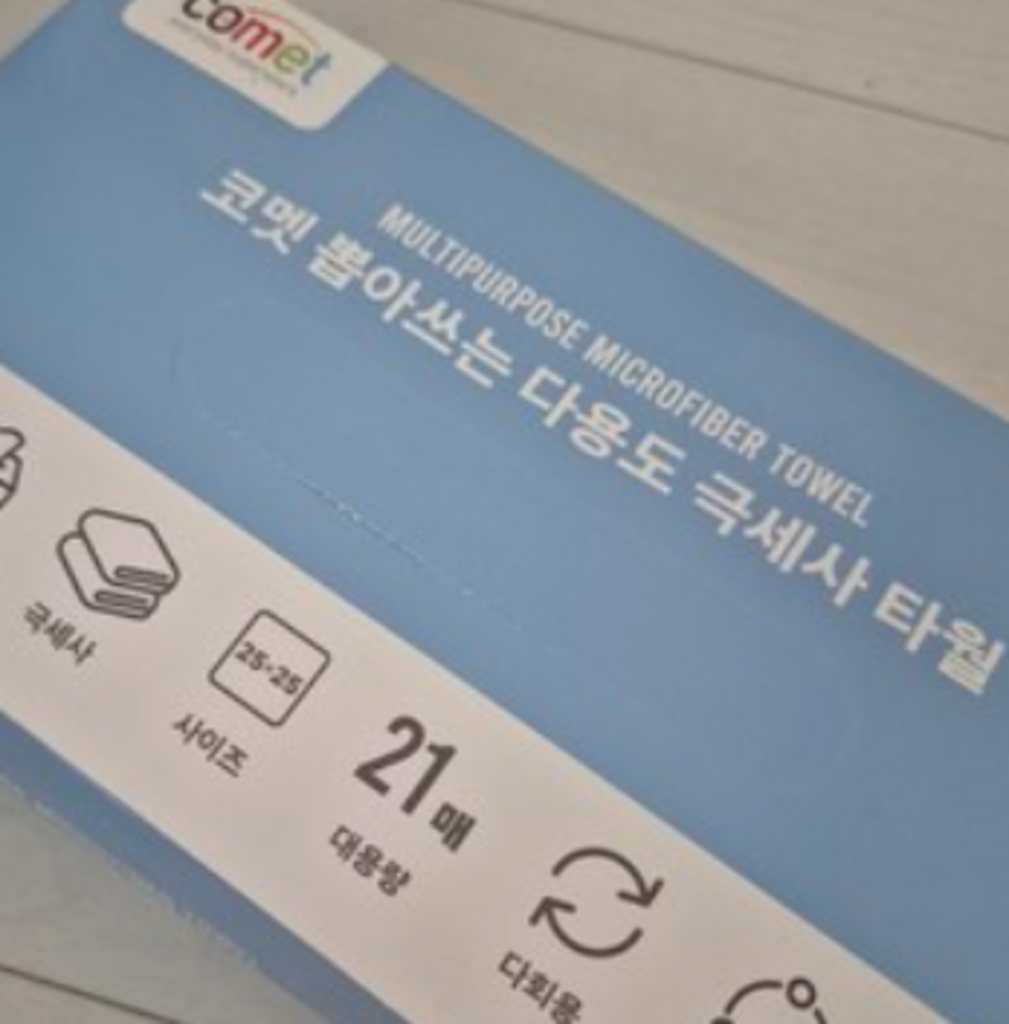 comet
MULTIPURPOSE MICROFIBER TOWEL
코멧 뽑아쓰는 다용도 극세사 타월
극세사
25×25
사이즈
21매
대용량
다회용